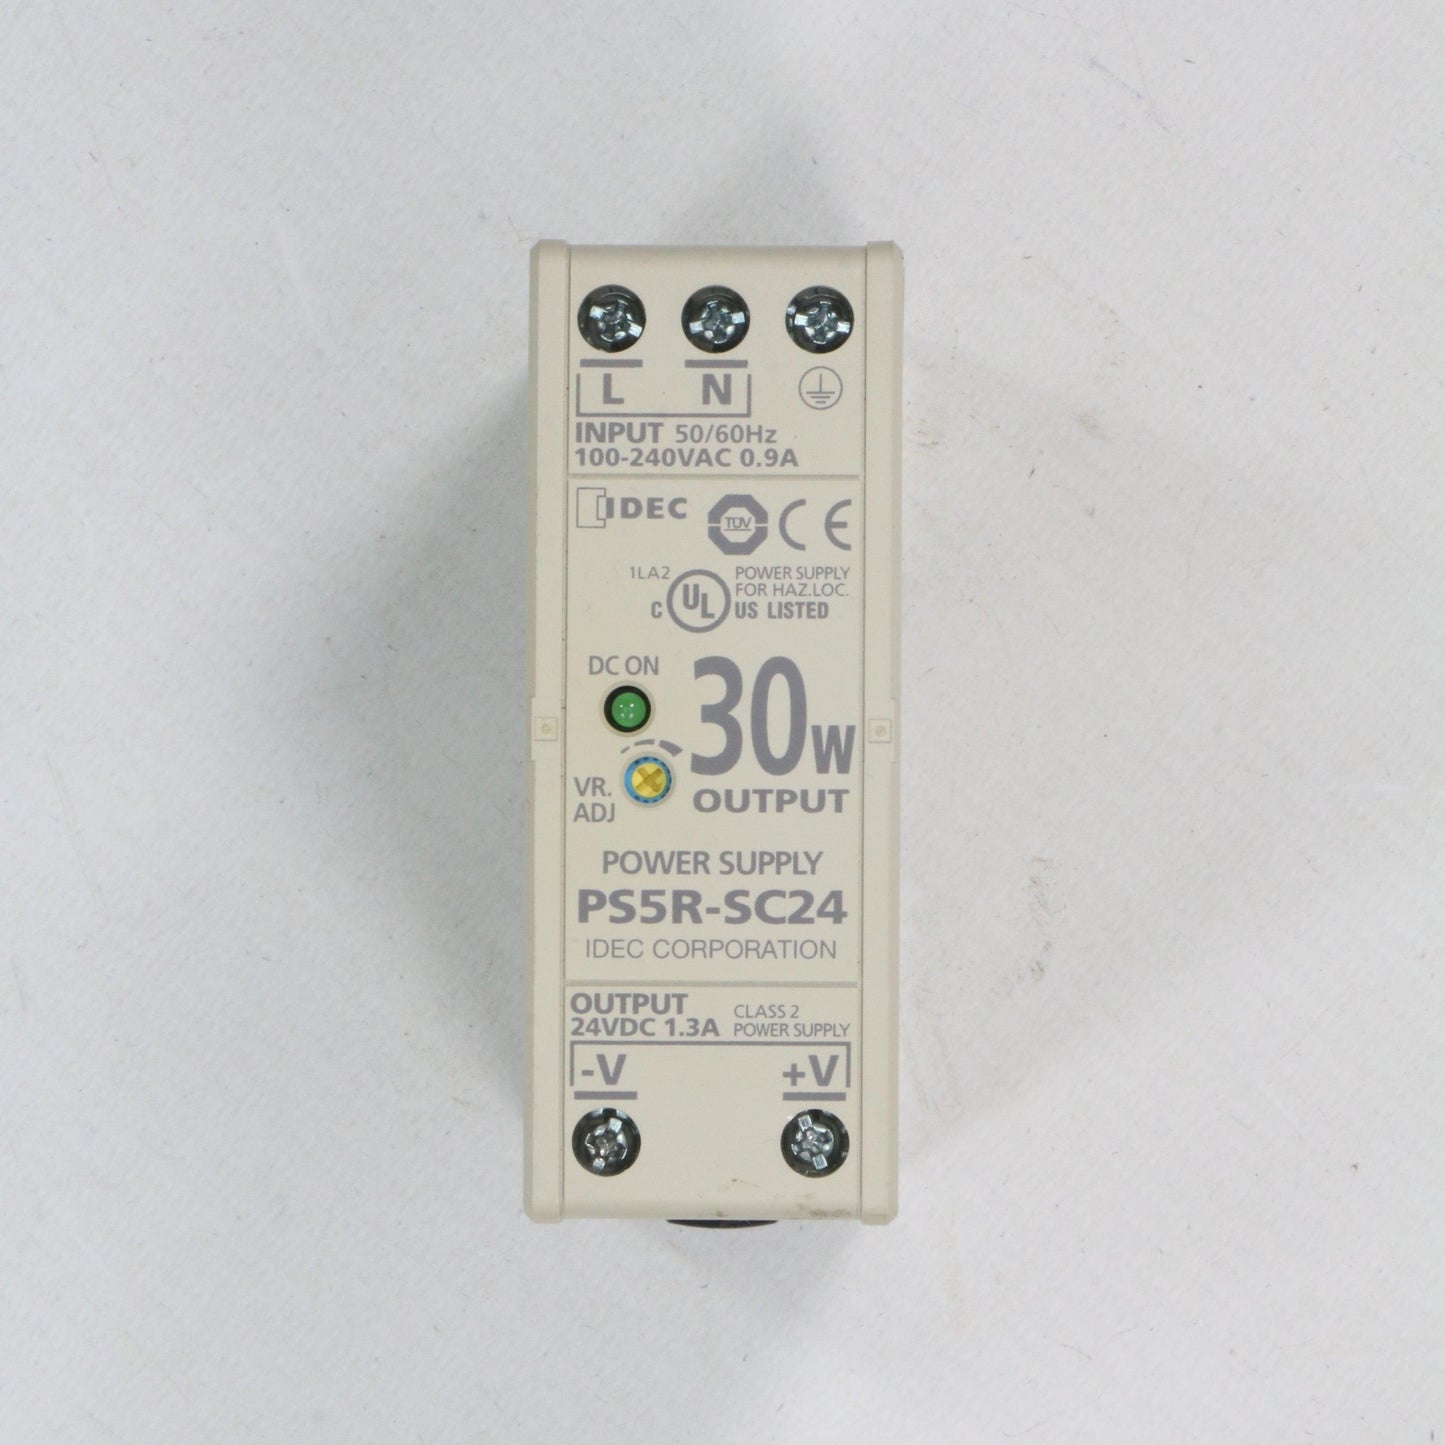 L N
INPUT 50/60Hz
100-240VAC 0.9A
IDEC
TÜV CE
1LA2
C UL US LISTED
POWER SUPPLY
FOR HAZ.LOC.
DC ON
30W
OUTPUT
VR.
ADJ
POWER SUPPLY
PS5R-SC24
IDEC CORPORATION
OUTPUT
24VDC 1.3A
CLASS 2
POWER SUPPLY
-V +V